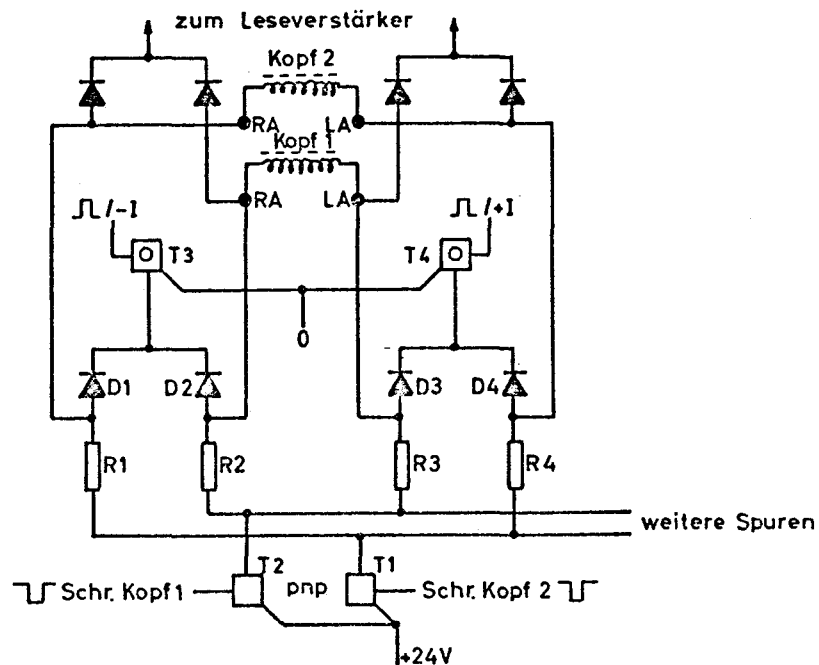 zum Leseverstärker
Kopf 2
RA LA
Kopf 1
RA LA
/-I
T3
T4
/+I
0
D1 D2 D3 D4
R1 R2 R3 R4
weitere Spuren
T2 T1
Schr. Kopf 1 pnp Schr. Kopf 2
+24V